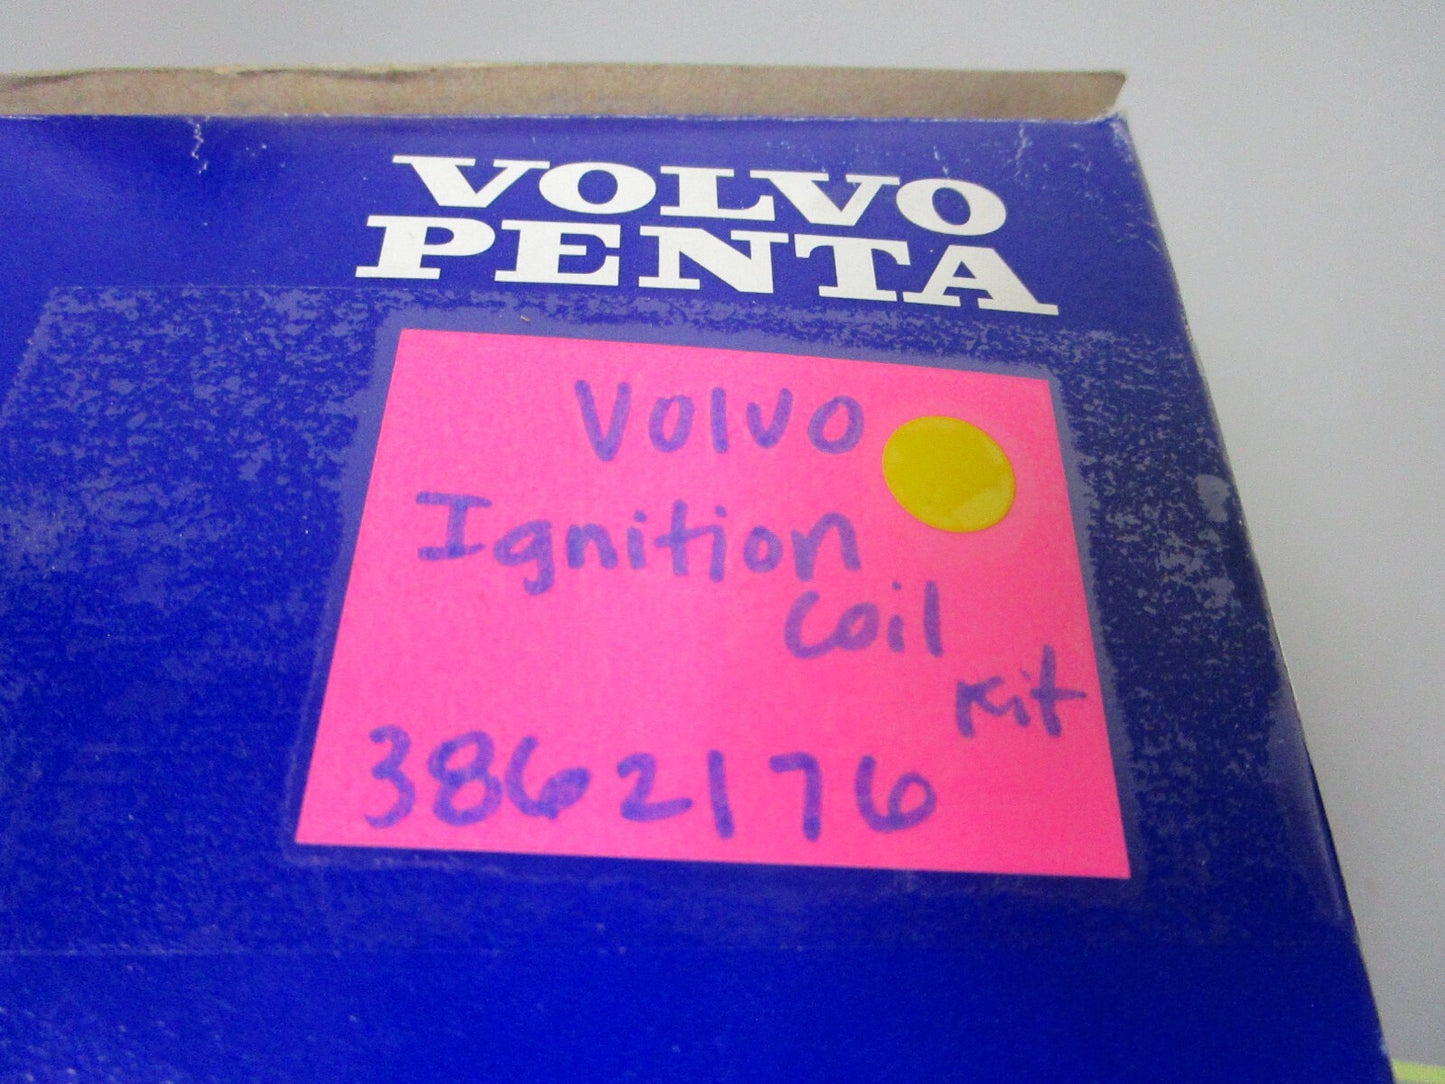 VOLVO
PENTA
Volvo
Ignition
Coil
Kit
3862176